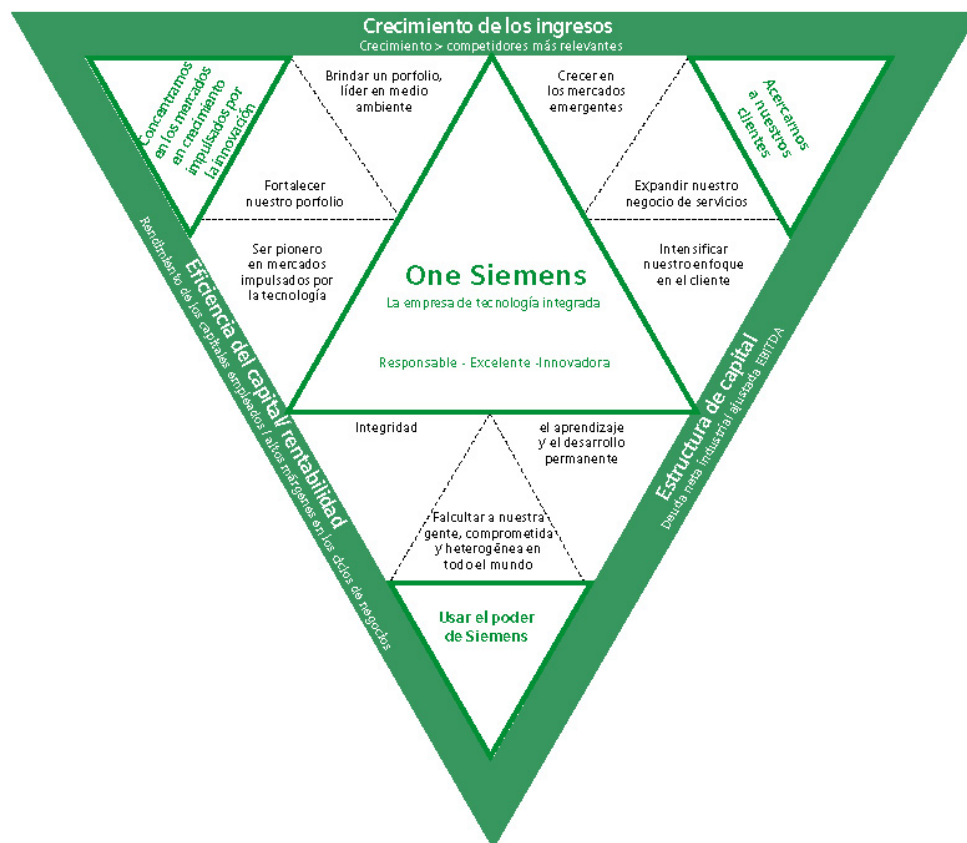 Crecimiento de los ingresos
Crecimiento > competidores más relevantes
Concentrarnos
en los mercados
en crecimiento
impulsados por
la innovación
Brindar un porfolio,
líder en medio
ambiente
Crecer en
los mercados
emergentes
Acercarnos
a nuestros
clientes
Fortalecer
nuestro porfolio
Expandir nuestro
negocio de servicios
Ser pionero
en mercados
impulsados por
la tecnología
Intensificar
nuestro enfoque
en el cliente
One Siemens
La empresa de tecnología integrada
Responsable - Excelente -Innovadora
Eficiencia del capital/ rentabilidad
Rendimiento de los capitales empleados / altos márgenes en los ciclos de negocios
Estructura de capital
Deuda neta industrial ajustada EBITDA
Integridad
el aprendizaje
y el desarrollo
permanente
Falcultar a nuestra
gente, comprometida
y heterogénea en
todo el mundo
Usar el poder
de Siemens